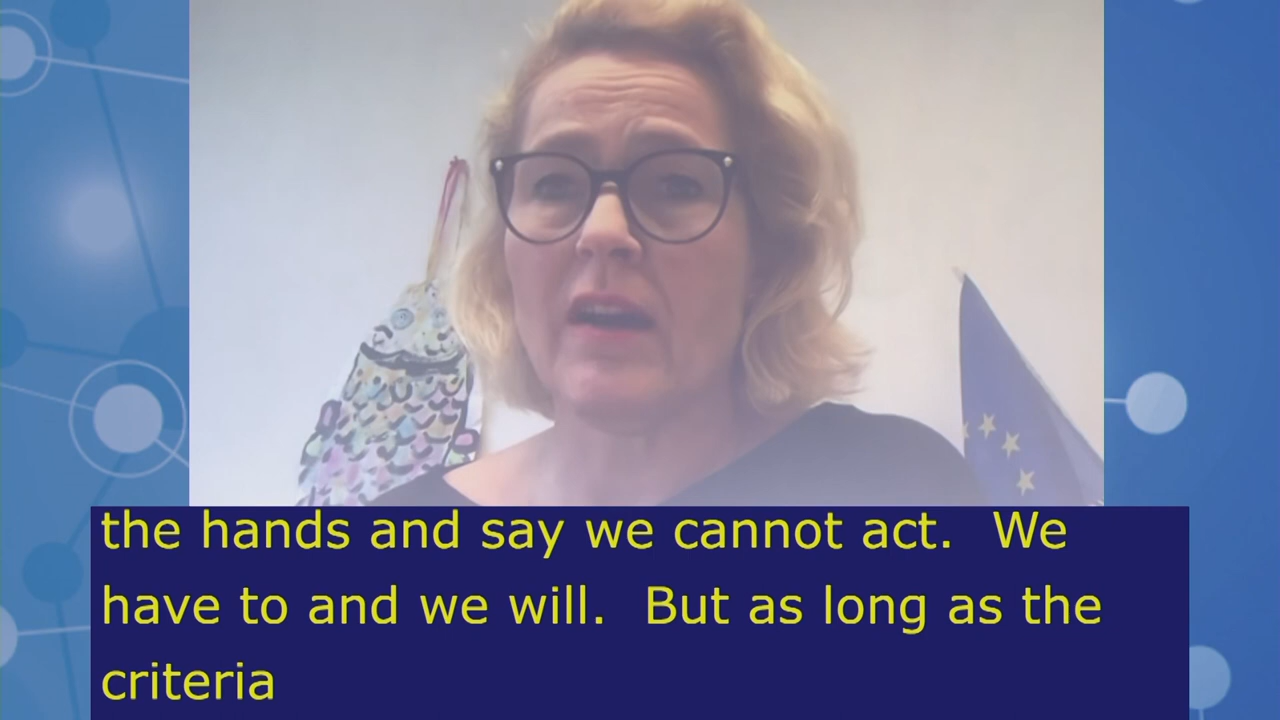 the hands and say we cannot act.  We
have to and we will.  But as long as the
criteria